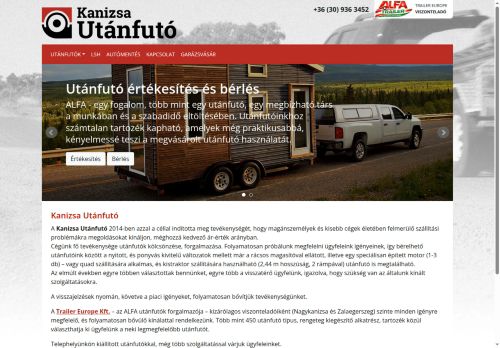 Kanizsa
Utánfutó
+36 (30) 936 3452
ALFA
TRAILER
TRAILER EUROPE
VISZONTELADÓ
UTÁNFUTÓK
LSH
AUTÓMENTÉS
KAPCSOLAT
GARÁZSVÁSÁR
Utánfutó értékesítés és bérlés
ALFA - egy fogalom, több mint egy utánfutó, egy megbízható társ
a munkában és a szabadidő eltöltésében. Utánfutóinkhoz
számtalan tartozék kapható, amelyek még praktikusabbá,
kényelmessé teszi a megvásárolt utánfutó használatát.
Értékesítés
Bérlés
Kanizsa Utánfutó
A Kanizsa Utánfutó 2014-ben azzal a céllal indította meg tevékenységét, hogy magánszemélyek és kisebb cégek életében felmerülő szállítási
problémákra megoldásokat kínáljon, méghozzá kedvező ár-érték arányban.
Cégünk fő tevékenysége utánfutók kölcsönzése, forgalmazása. Folyamatosan próbálunk megfelelni ügyfeleink igényeinek, így bérelhető
utánfutóink között a nyitott, és ponyvás kivitelű változatok mellett már a rácsos magasítóval ellátott, illetve egy speciálisan épített motor (1-3
db) – vagy quad szállítására alkalmas, és kistraktor szállítására használható (2,44 m hosszúság, 2 rámpával) utánfutó is megtalálható.
Az elmúlt években egyre többen választottak bennünket, egyre több a visszatérő ügyfelünk, igazolva, hogy szükség van az általunk kínált
szolgáltatásokra.
A visszajelzések nyomán, követve a piaci igényeket, folyamatosan bővítjük tevékenységünket.
A Trailer Europe Kft. – az ALFA utánfutók forgalmazója – kizárólagos viszonteladóiként (Nagykanizsa és Zalaegerszeg) szinte minden igényre
megfelelő, és folyamatosan bővülő kínálattal rendelkezünk. Több mint 450 utánfutó típus, rengeteg kiegészítő alkatrész, tartozék közül
választhatja ki ügyfelünk a neki legmegfelelőbb utánfutót.
Telephelyünkön kiállított utánfutókkal, még több szolgáltatással várjuk ügyfeleinket.